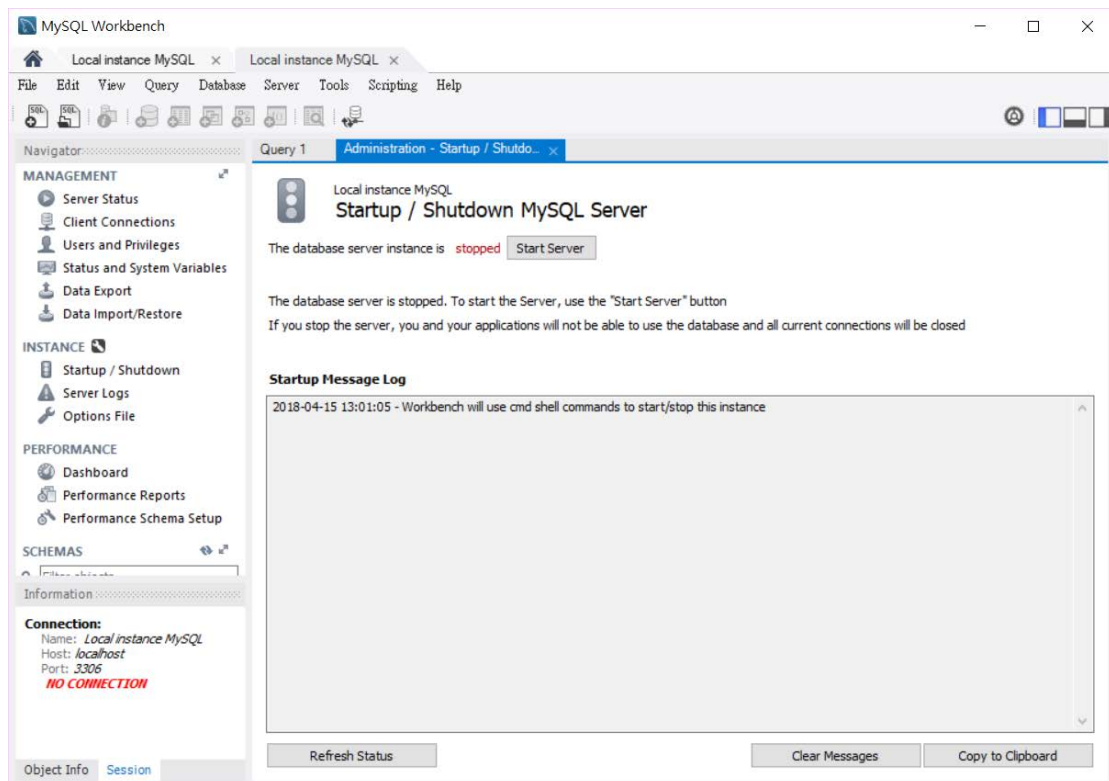 MySQL Workbench
Local instance MySQL
Local instance MySQL
File Edit View Query Database Server Tools Scripting Help
SQL SQL
Navigator
Query 1
Administration - Startup / Shutdo...
MANAGEMENT
Server Status
Client Connections
Users and Privileges
Status and System Variables
Data Export
Data Import/Restore
INSTANCE
Startup / Shutdown
Server Logs
Options File
PERFORMANCE
Dashboard
Performance Reports
Performance Schema Setup
SCHEMAS
Filter objects
Information
Connection:
Name: Local instance MySQL
Host: localhost
Port: 3306
NO CONNECTION
Object Info Session
Local instance MySQL
Startup / Shutdown MySQL Server
The database server instance is stopped Start Server
The database server is stopped. To start the Server, use the "Start Server" button
If you stop the server, you and your applications will not be able to use the database and all current connections will be closed
Startup Message Log
2018-04-15 13:01:05 - Workbench will use cmd shell commands to start/stop this instance
Refresh Status Clear Messages Copy to Clipboard